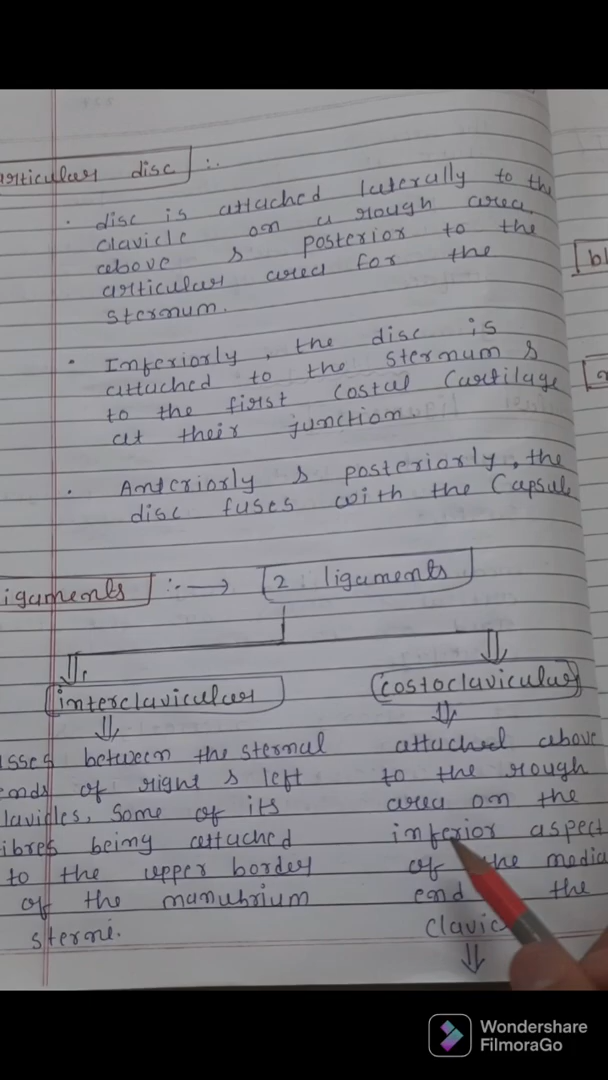 articular disc :-
• disc is attached laterally to the
clavicle on a rough area
above & posterior to the
articular area for the
sternum.
• Inferiorly, the disc is
attached to the sternum &
to the first costal cartilage
at their junction.
• Anteriorly & posteriorly, the
disc fuses with the Capsule
igaments :- → 2 ligaments
interclavicular
sses between the sternal
ends of right & left
lavicles, Some of its
ibres being attached
to the upper border
of the manubrium
sterni.
costoclavicular
attached above
to the rough
area on the
inferior aspect
of the media
end the
Clavic
bl
Wondershare
FilmoraGo